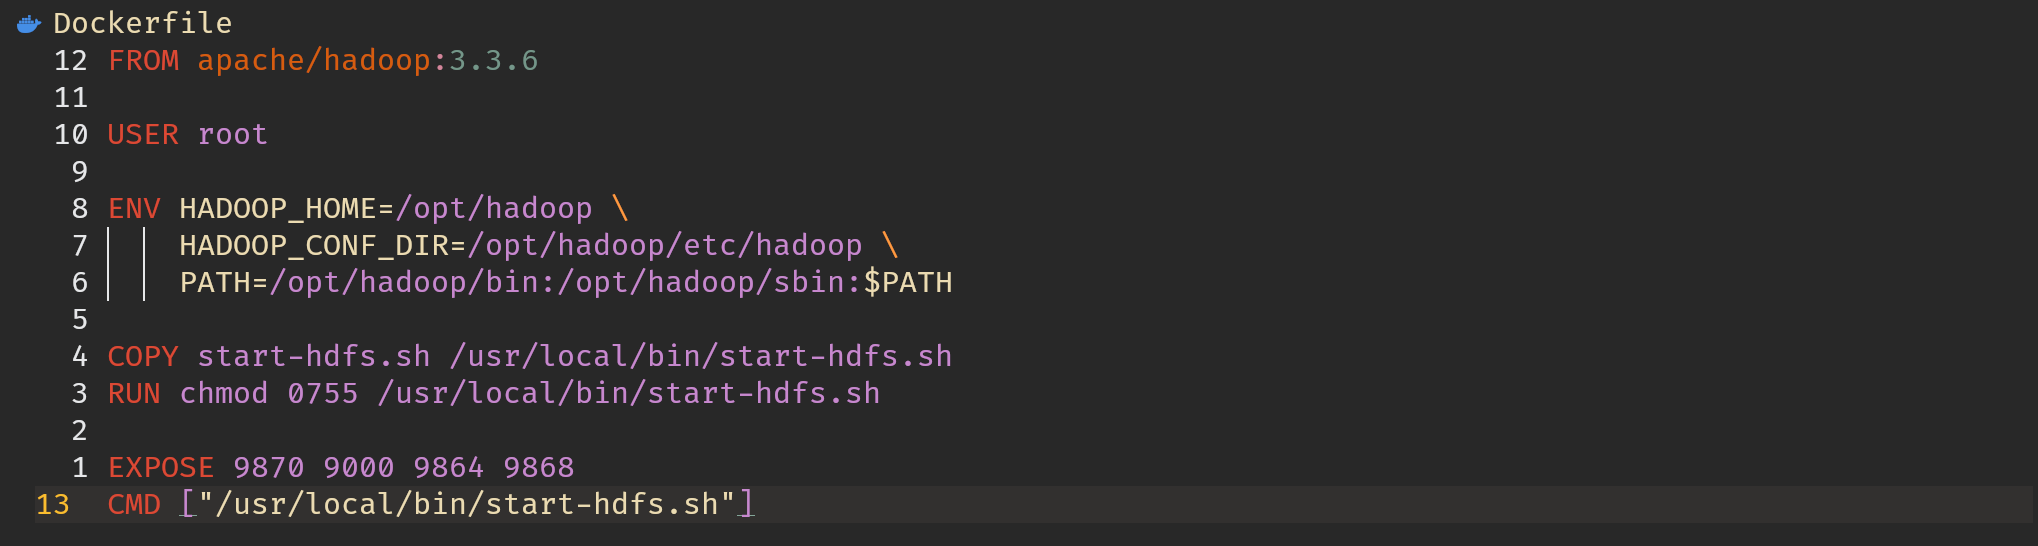 Dockerfile
12 FROM apache/hadoop:3.3.6
11
10 USER root
9
8 ENV HADOOP_HOME=/opt/hadoop \
7 HADOOP_CONF_DIR=/opt/hadoop/etc/hadoop \
6 PATH=/opt/hadoop/bin:/opt/hadoop/sbin:$PATH
5
4 COPY start-hdfs.sh /usr/local/bin/start-hdfs.sh
3 RUN chmod 0755 /usr/local/bin/start-hdfs.sh
2
1 EXPOSE 9870 9000 9864 9868
13 CMD ["/usr/local/bin/start-hdfs.sh"]